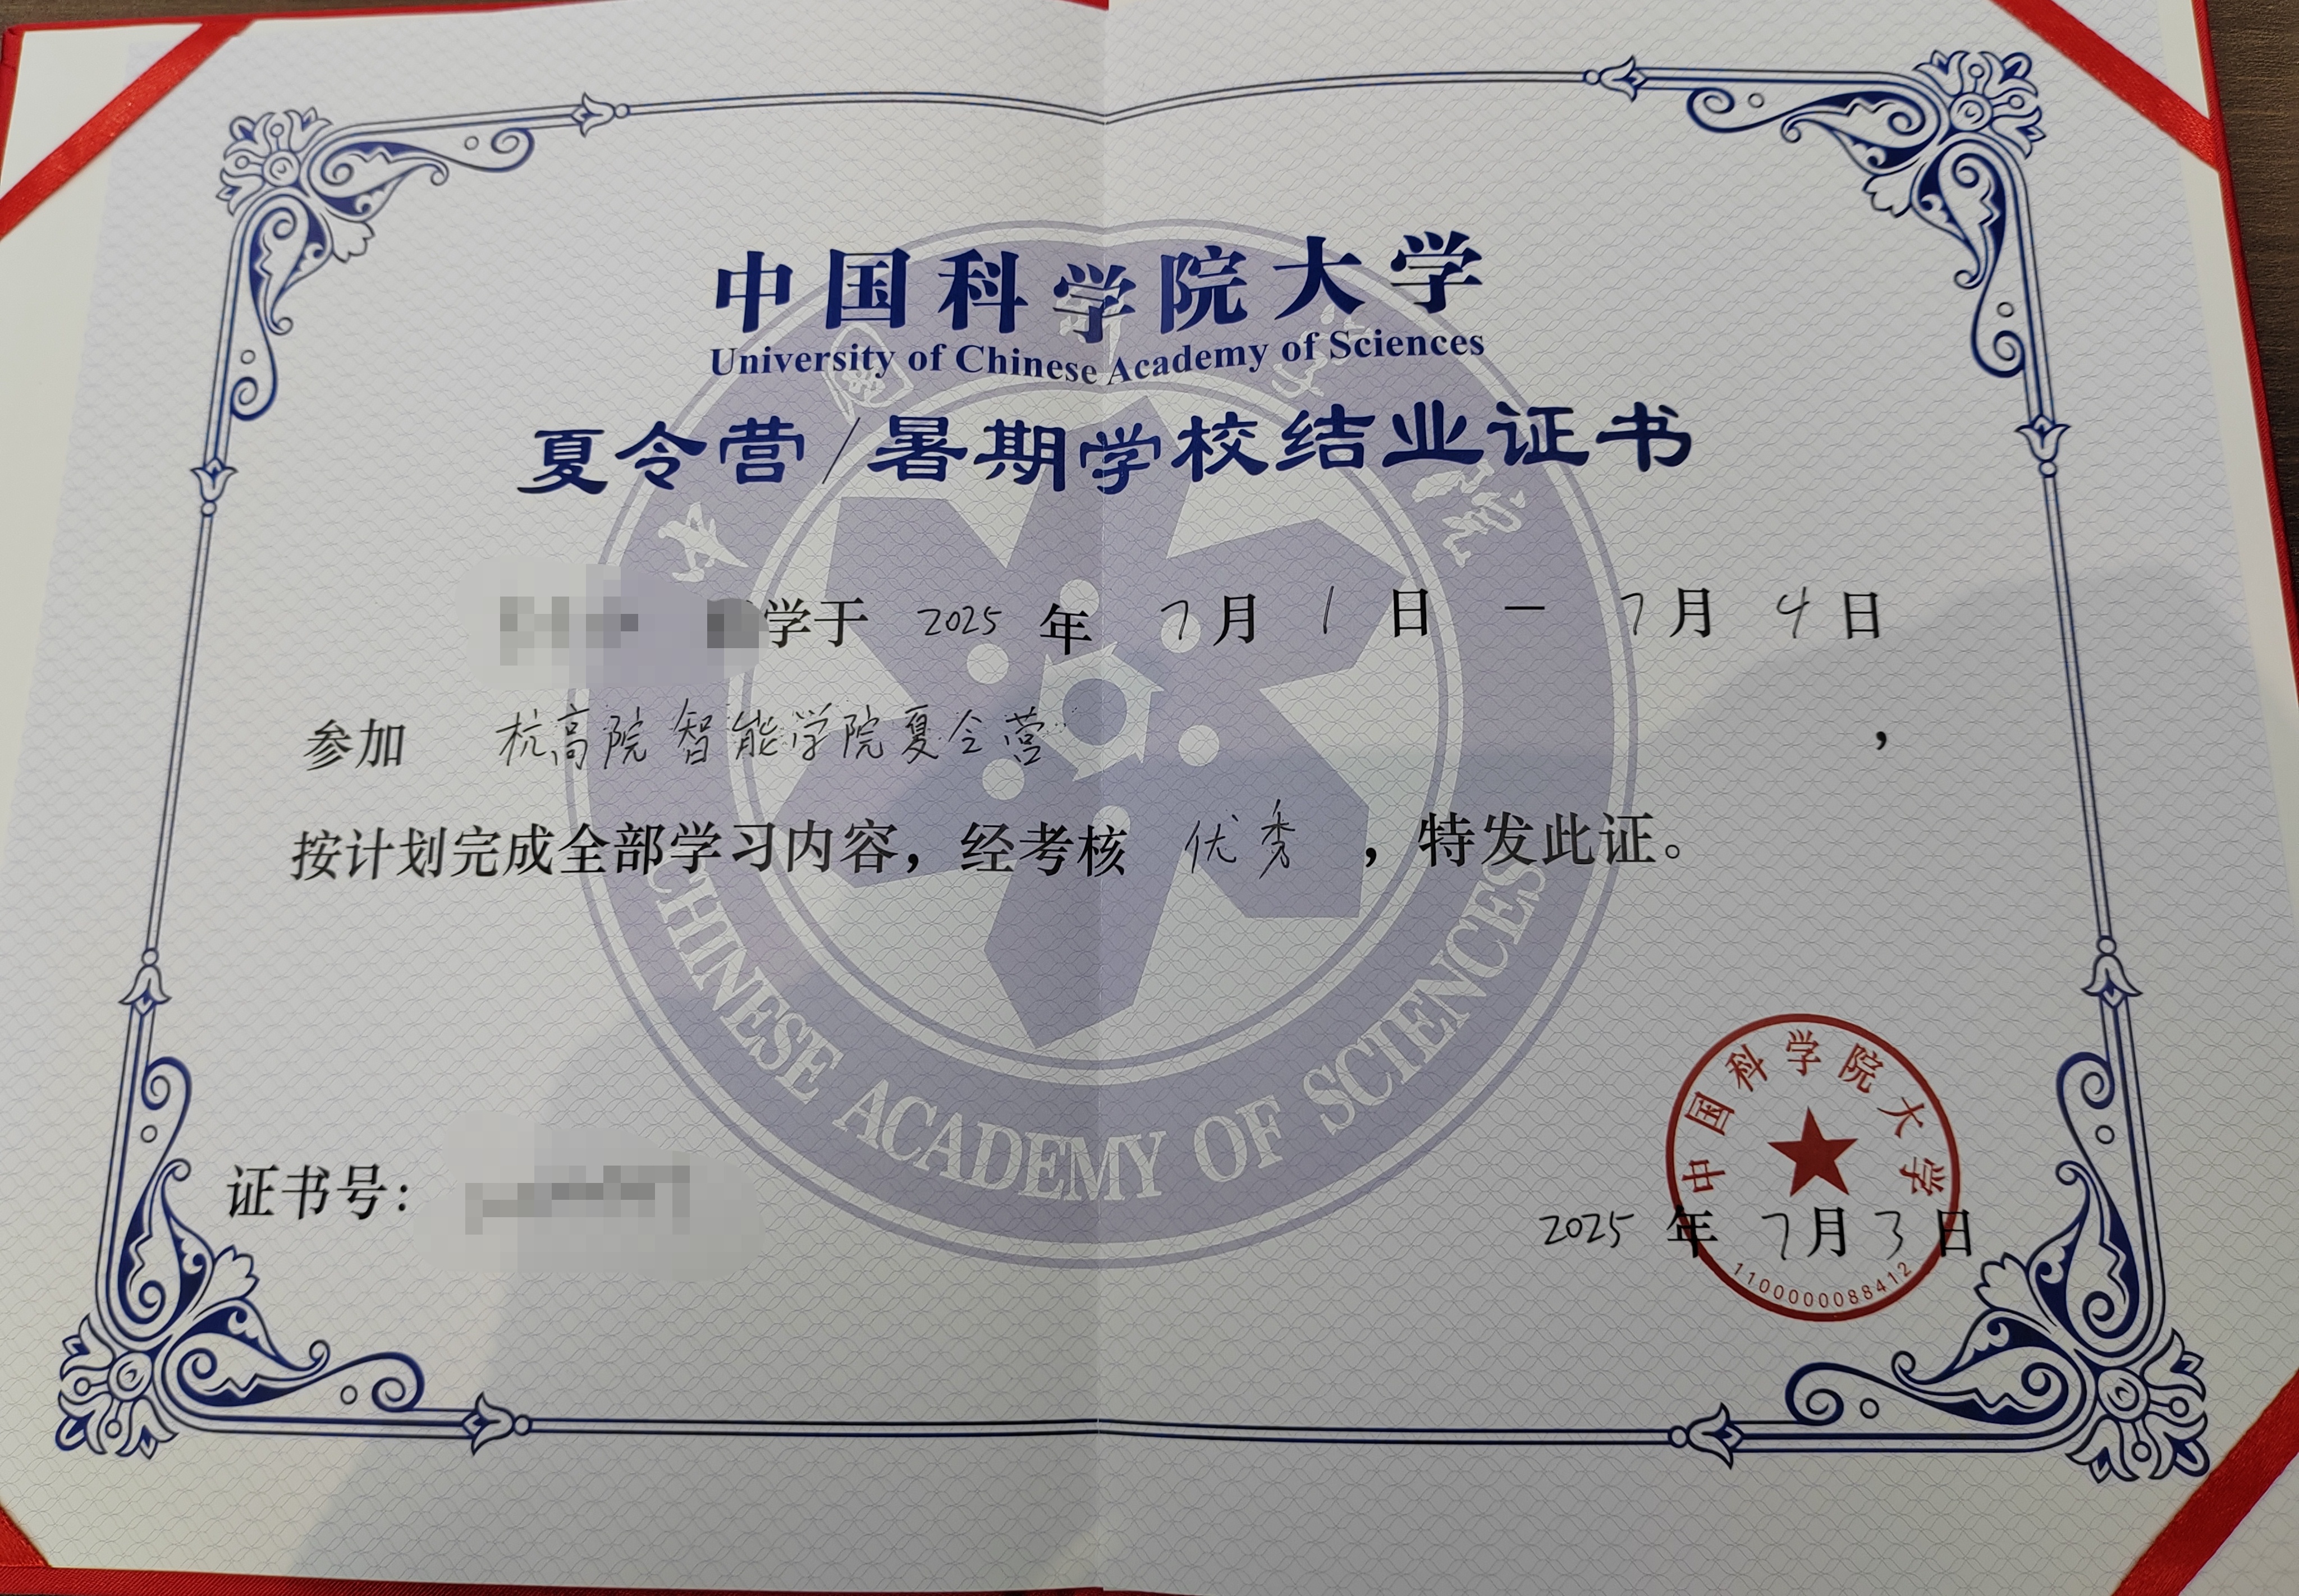 中国科学院大学
University of Chinese Academy of Sciences
夏令营/暑期学校结业证书
学于 2025 年 7 月 1 日 — 7 月 4 日
参加 杭高院智能学院夏令营 ，
按计划完成全部学习内容，经考核 优秀 ，特发此证。
CHINESE ACADEMY OF SCIENCES
证书号：
中国科学院大学
2025 年 7 月 3 日
1100000088412